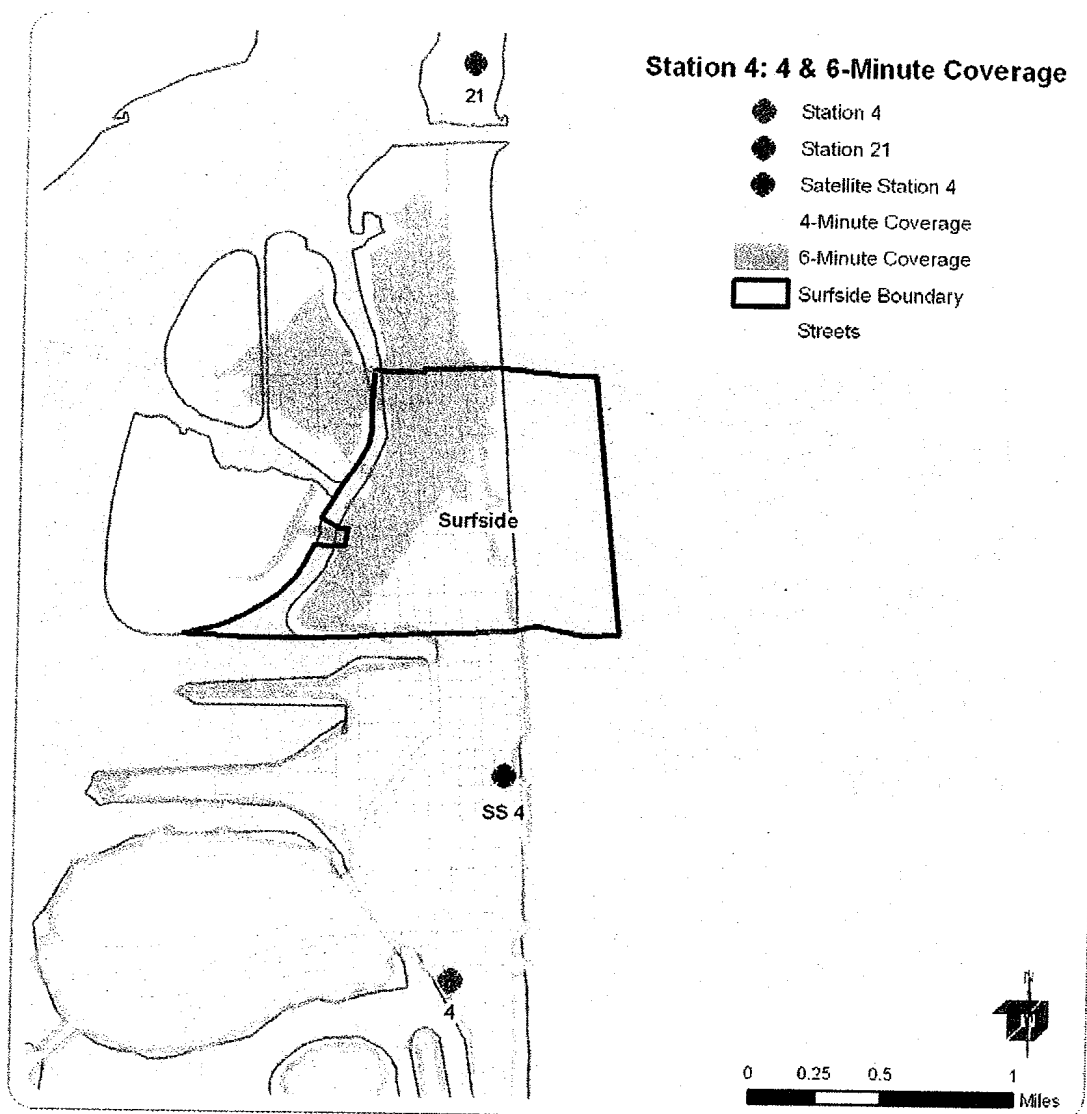 Station 4: 4 & 6-Minute Coverage
Station 4
Station 21
Satellite Station 4
4-Minute Coverage
6-Minute Coverage
Surfside Boundary
Streets
21
Surfside
SS 4
4
N
0 0.25 0.5 1
Miles